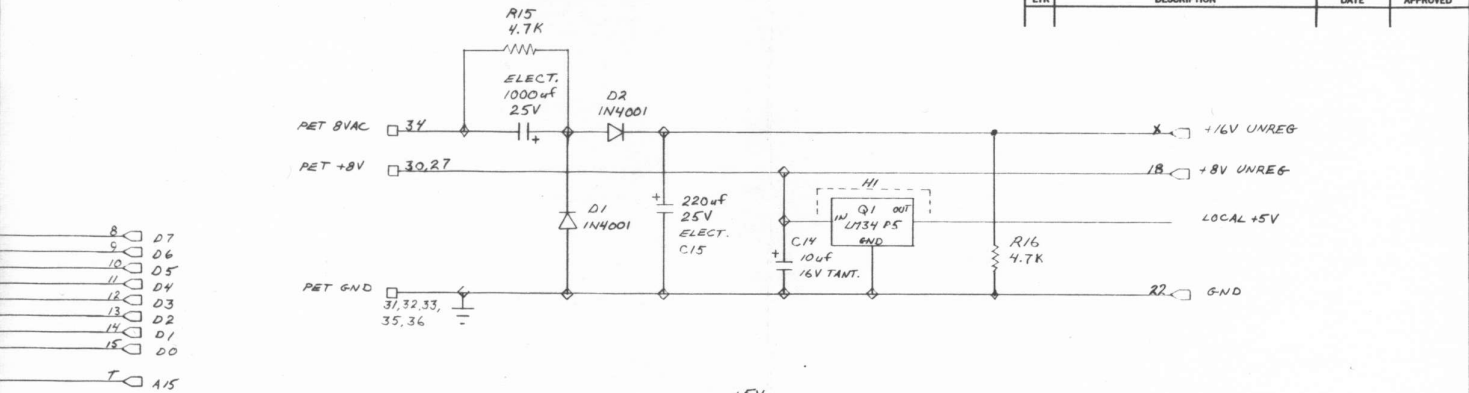 LTR DESCRIPTION DATE APPROVED
R15
4.7K
ELECT.
1000uf
25V
+
D2
1N4001
PET 8VAC 34
X +16V UNREG
PET +8V 30,27
18 +8V UNREG
H1
D1
1N4001
+ 220uf
25V
ELECT.
C15
Q1
IN OUT
LM34 P5
GND
LOCAL +5V
C14
+ 10uf
16V TANT.
R16
4.7K
PET GND
31,32,33,
35,36
22 GND
8 D7
9 D6
10 D5
11 D4
12 D3
13 D2
14 D1
15 D0
T A15
+5V